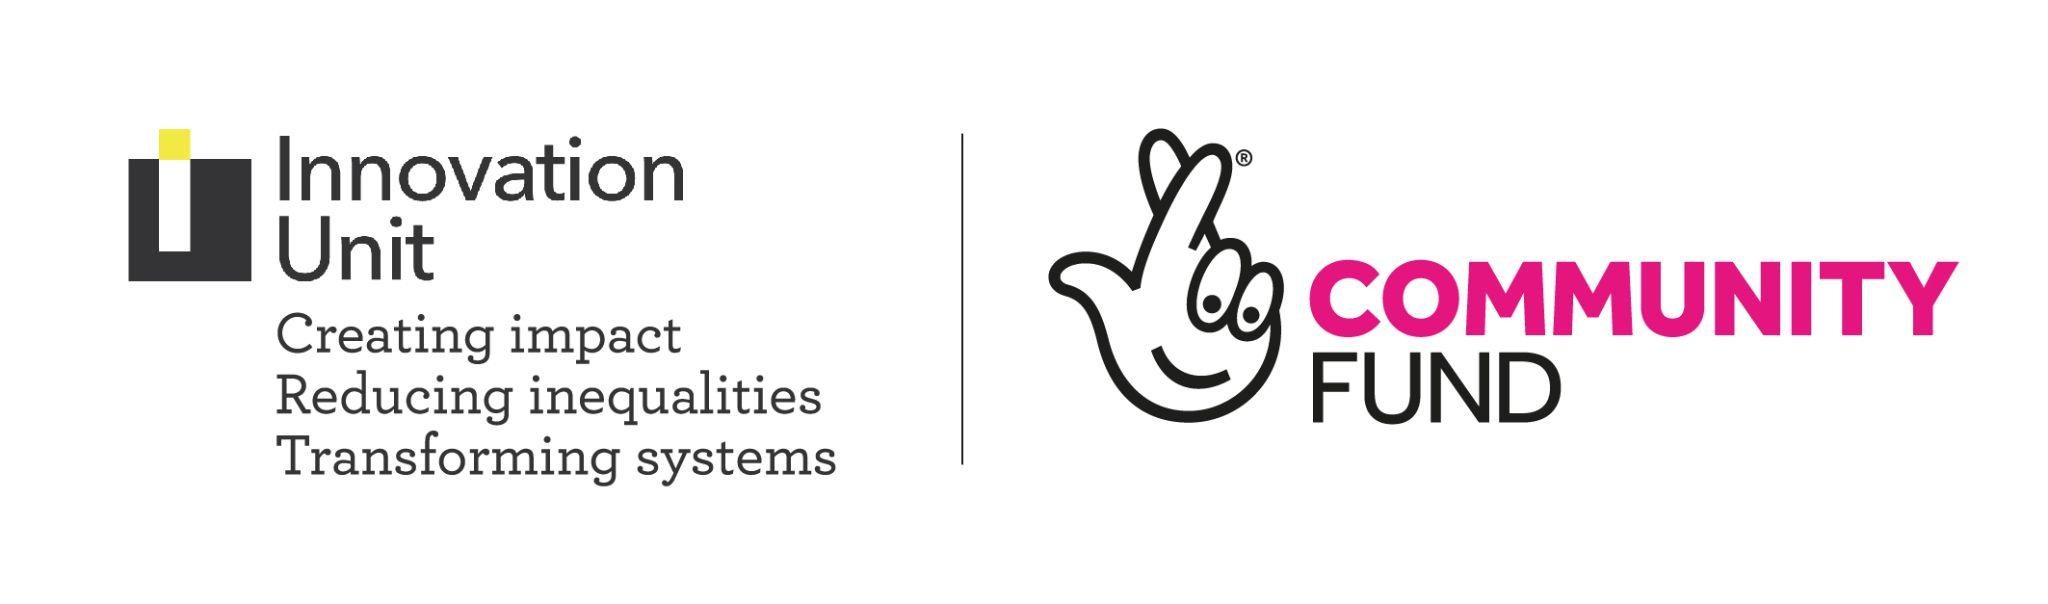 Innovation
Unit
Creating impact
Reducing inequalities
Transforming systems
®
COMMUNITY
FUND